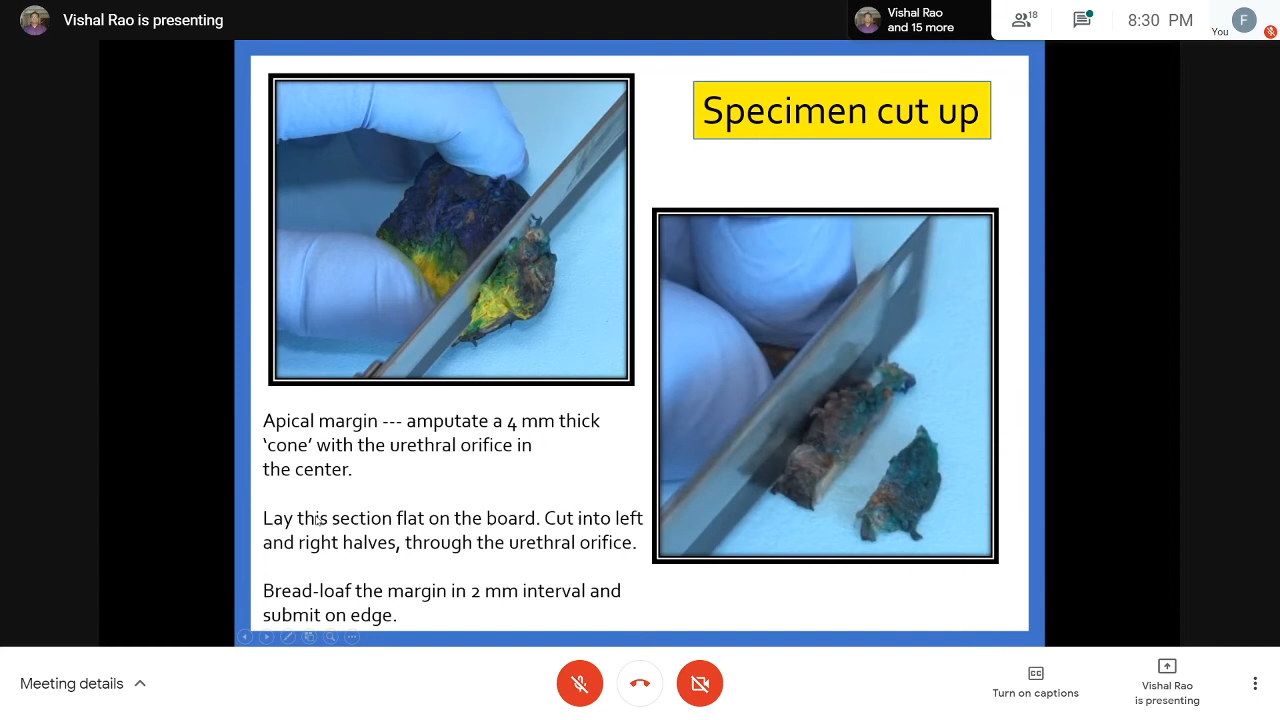 Vishal Rao is presenting
Vishal Rao
and 15 more
18
8:30 PM
You
F
Specimen cut up
Apical margin --- amputate a 4 mm thick
‘cone’ with the urethral orifice in
the center.
Lay this section flat on the board. Cut into left
and right halves, through the urethral orifice.
Bread-loaf the margin in 2 mm interval and
submit on edge.
Meeting details
CC
Turn on captions
Vishal Rao
is presenting